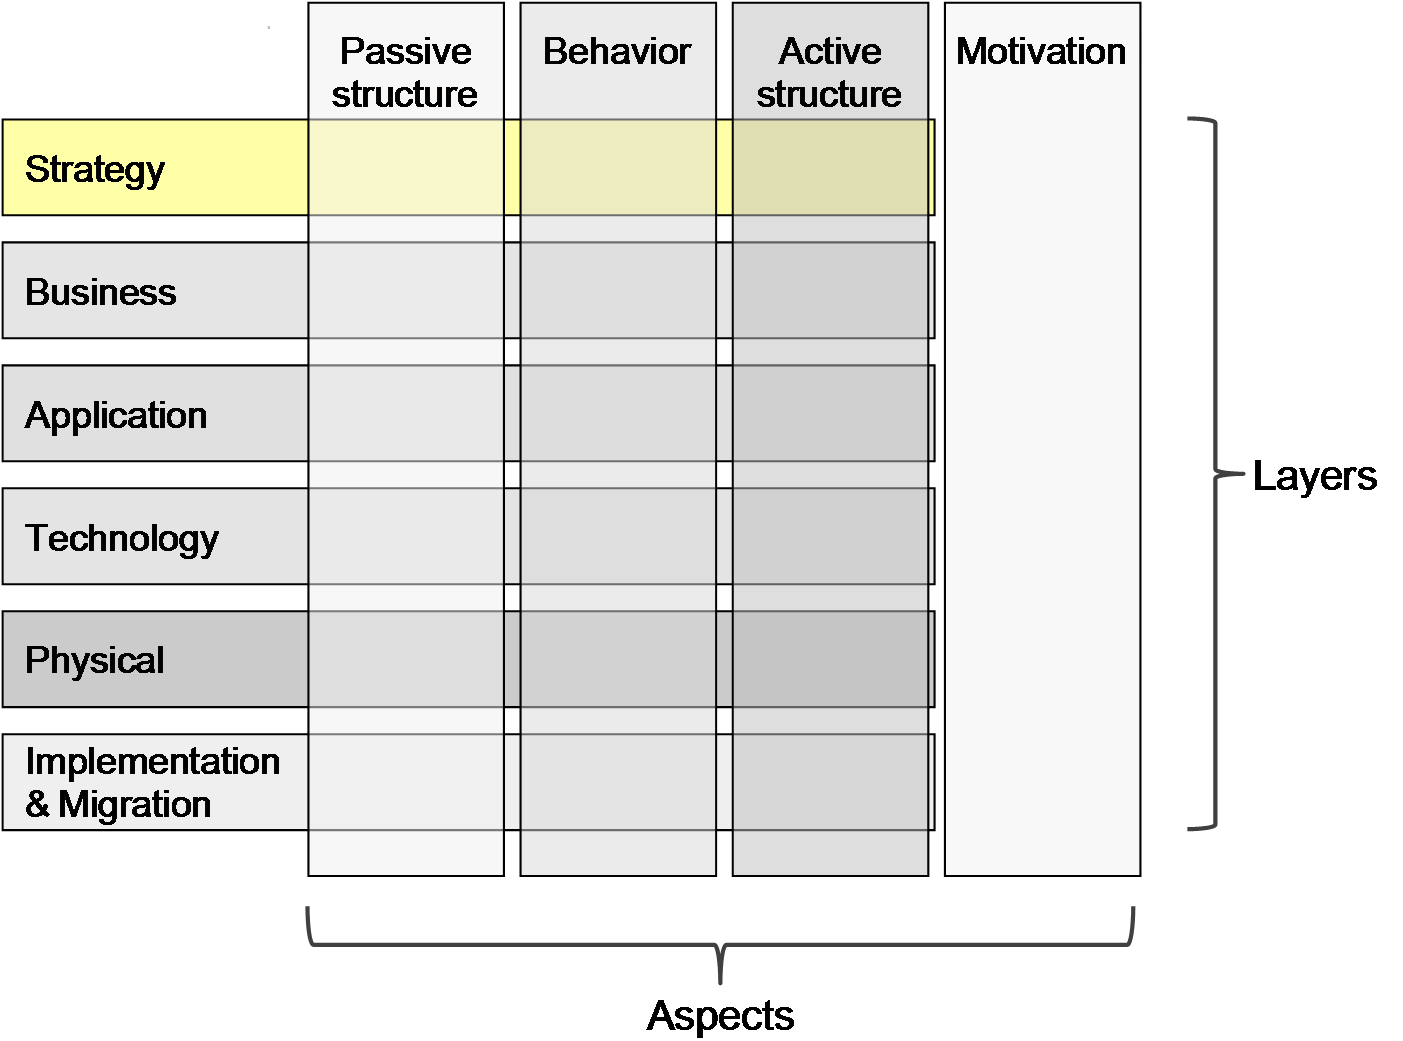 Passive
structure
Behavior
Active
structure
Motivation
Strategy
Business
Application
Technology
Physical
Implementation
& Migration
Layers
Aspects